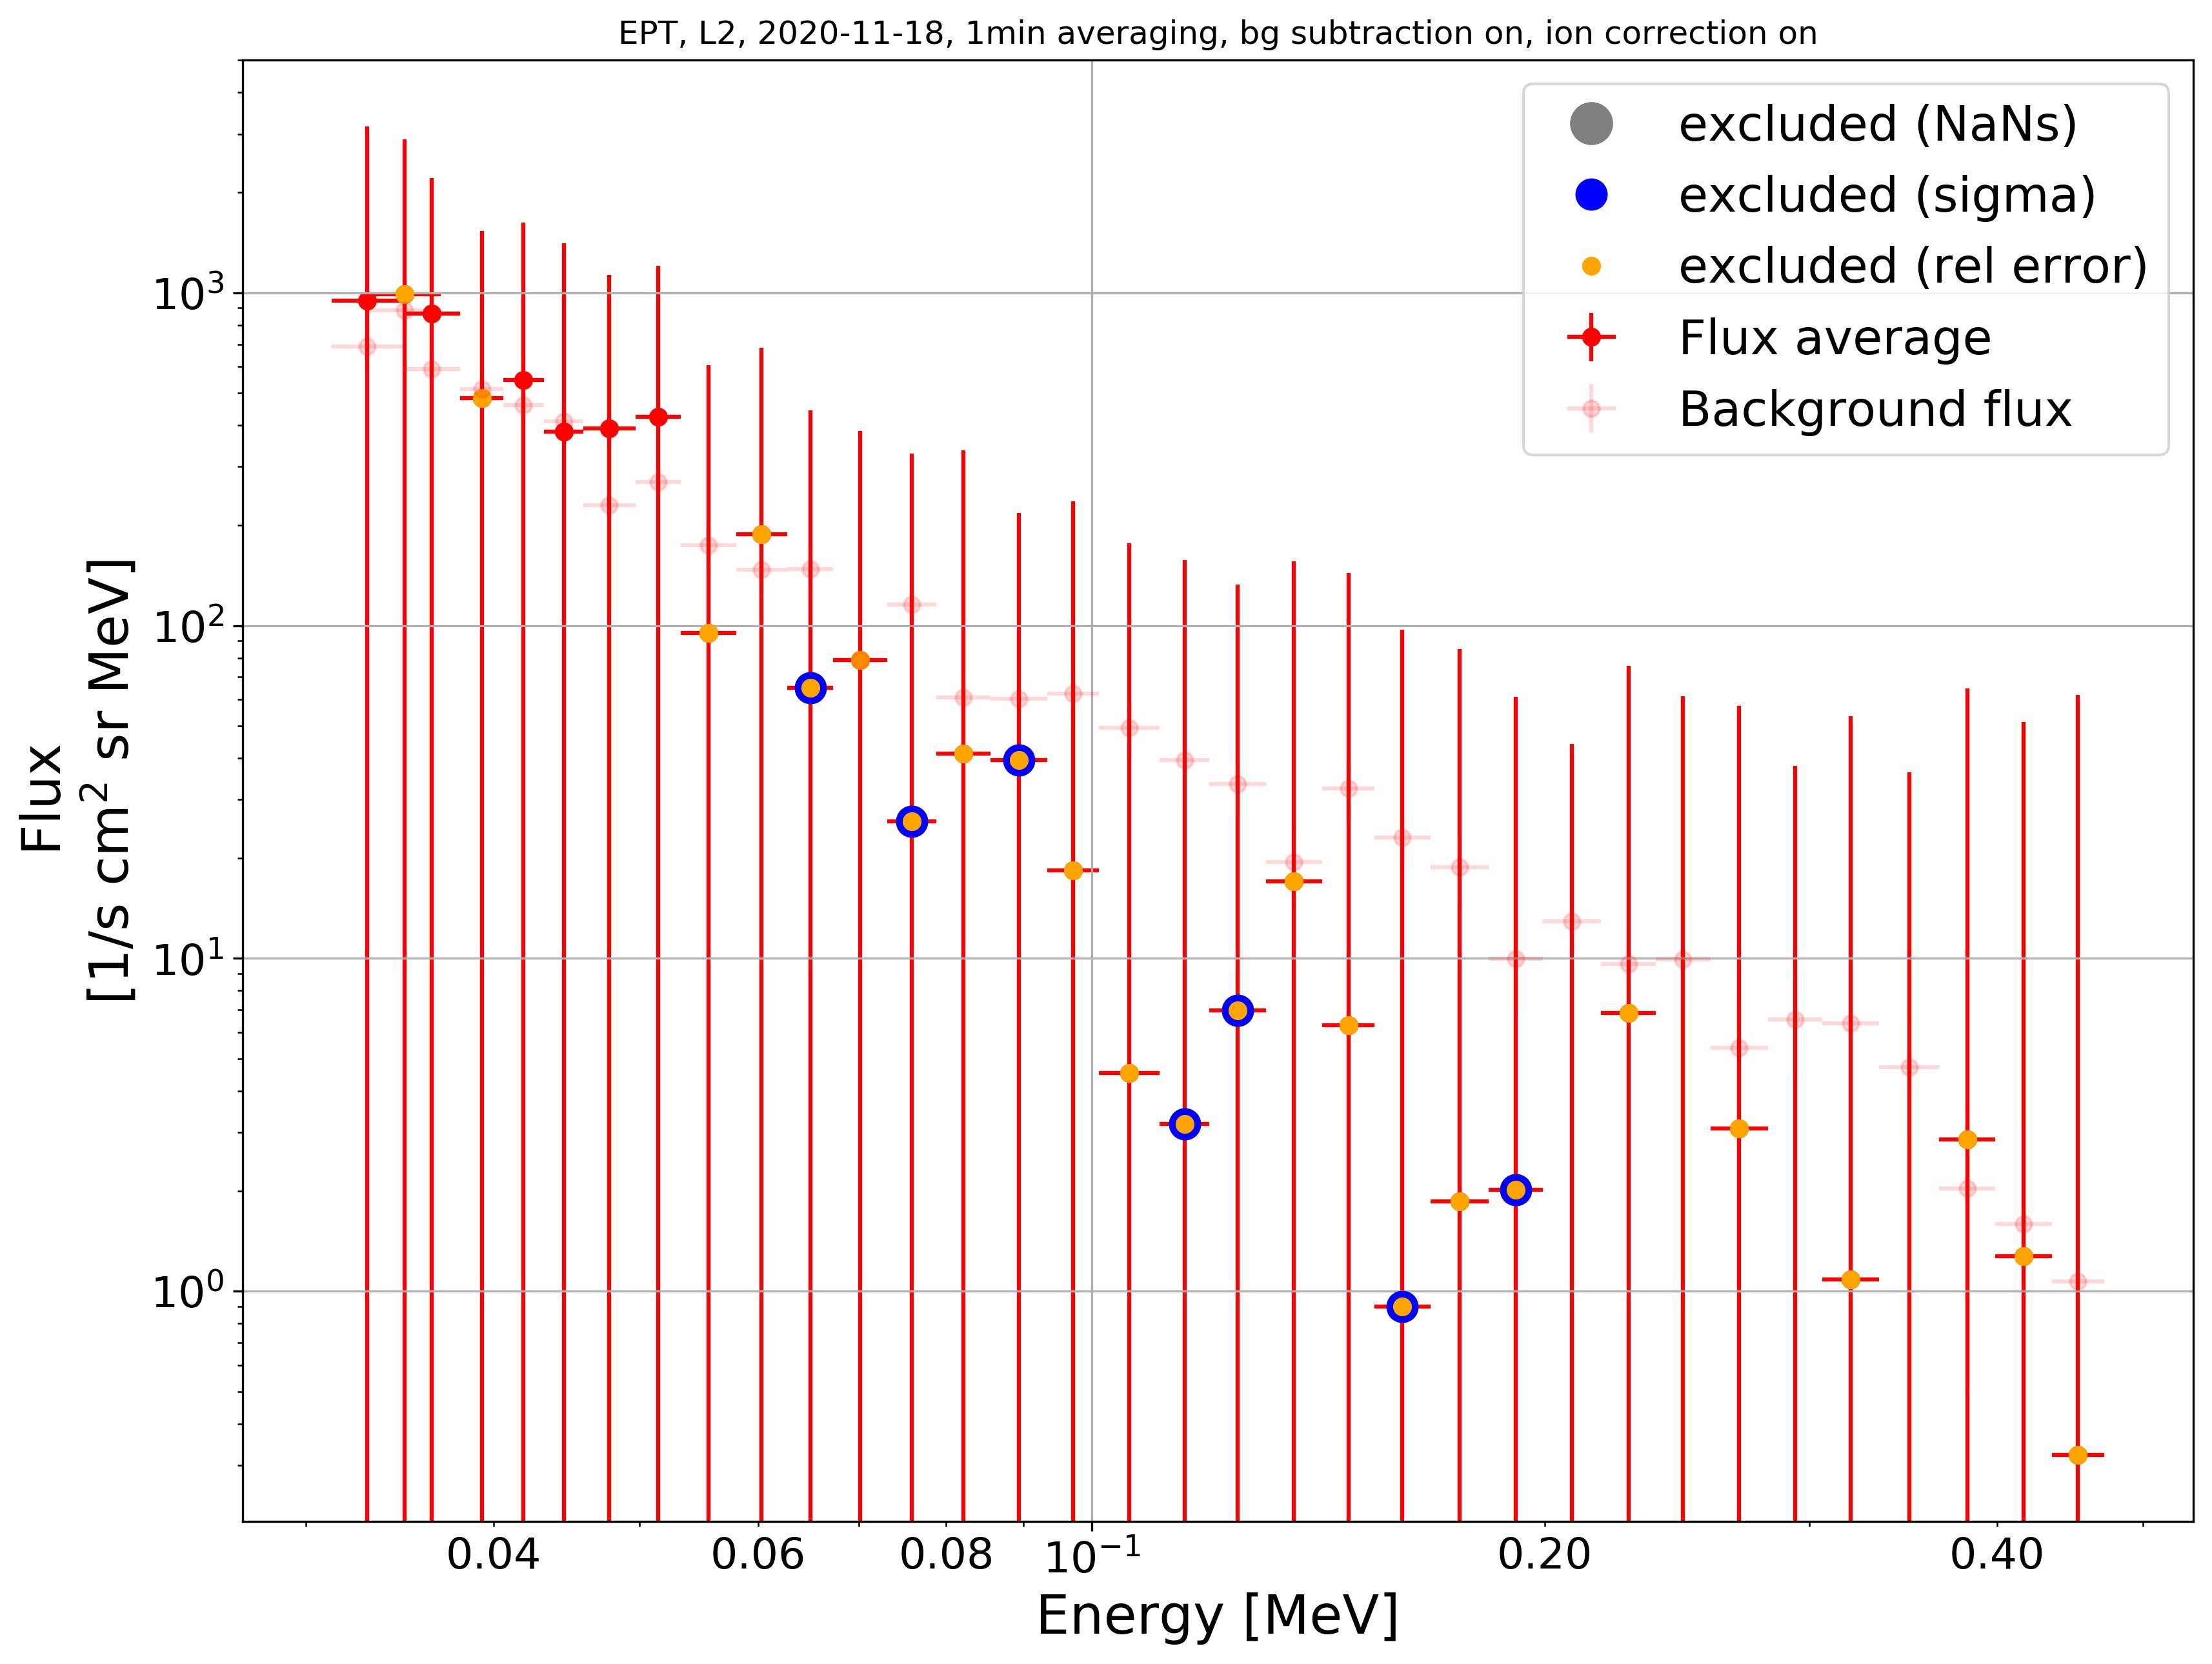 EPT, L2, 2020-11-18, 1min averaging, bg subtraction on, ion correction on
excluded (NaNs)
excluded (sigma)
excluded (rel error)
Flux average
Background flux
10³
10²
10¹
10⁰
Flux
[1/s cm² sr MeV]
0.04 0.06 0.08 10⁻¹ 0.20 0.40
Energy [MeV]